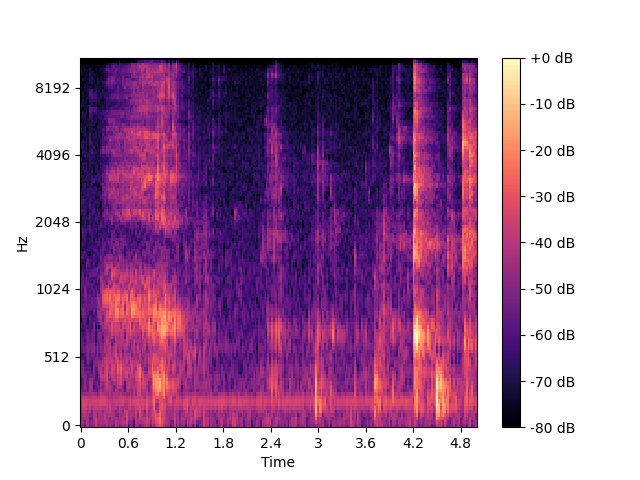 8192
4096
2048
1024
512
0
Hz
0 0.6 1.2 1.8 2.4 3 3.6 4.2 4.8
Time
+0 dB
-10 dB
-20 dB
-30 dB
-40 dB
-50 dB
-60 dB
-70 dB
-80 dB